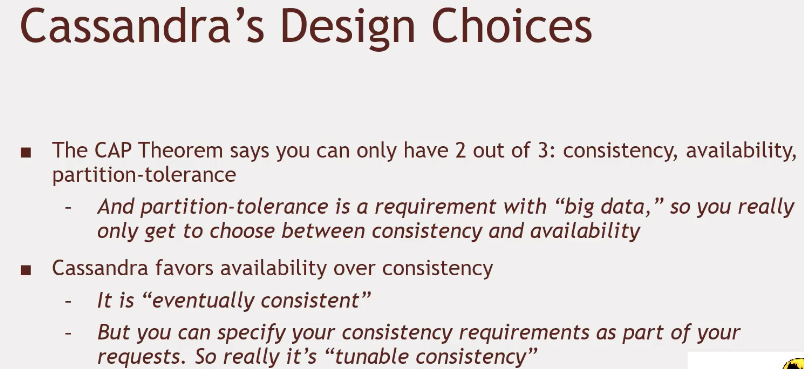 Cassandra's Design Choices
■ The CAP Theorem says you can only have 2 out of 3: consistency, availability,
partition-tolerance
– And partition-tolerance is a requirement with “big data,” so you really
only get to choose between consistency and availability
■ Cassandra favors availability over consistency
– It is “eventually consistent”
– But you can specify your consistency requirements as part of your
requests. So really it's “tunable consistency”